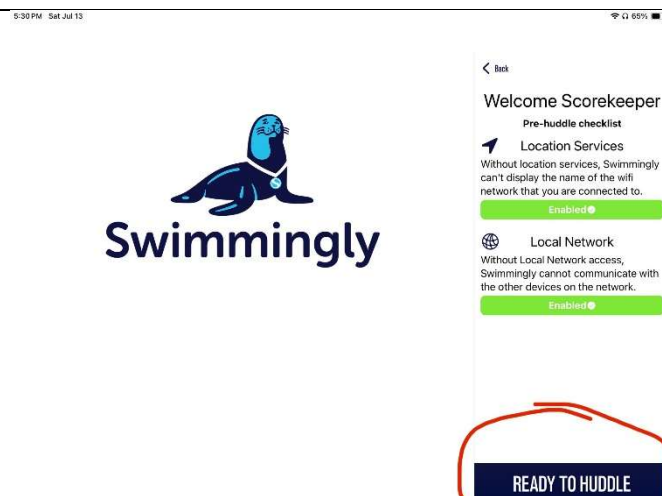 5:30 PM Sat Jul 13
65%
Back
Welcome Scorekeeper
Pre-huddle checklist
Location Services
Without location services, Swimmingly
can't display the name of the wifi
network that you are connected to.
Enabled
Local Network
Without Local Network access,
Swimmingly cannot communicate with
the other devices on the network.
Enabled
Swimmingly
READY TO HUDDLE